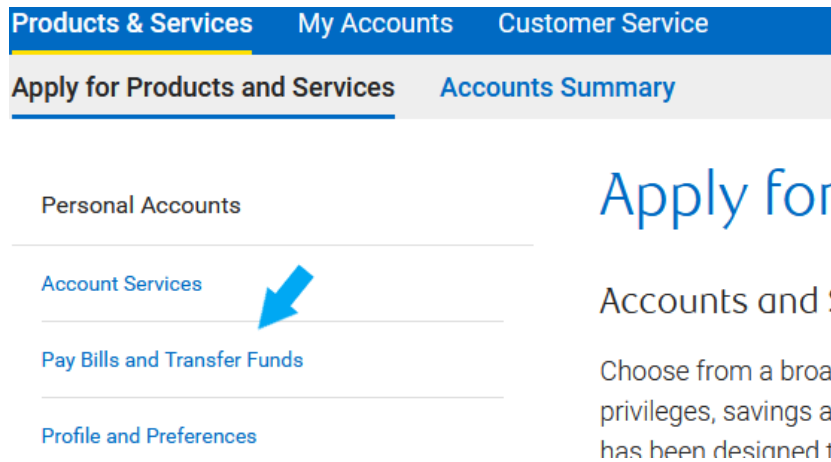 Products & Services My Accounts Customer Service
Apply for Products and Services Accounts Summary
Personal Accounts
Account Services
Pay Bills and Transfer Funds
Profile and Preferences
Apply for
Accounts and
Choose from a broa
privileges, savings a
has been designed t